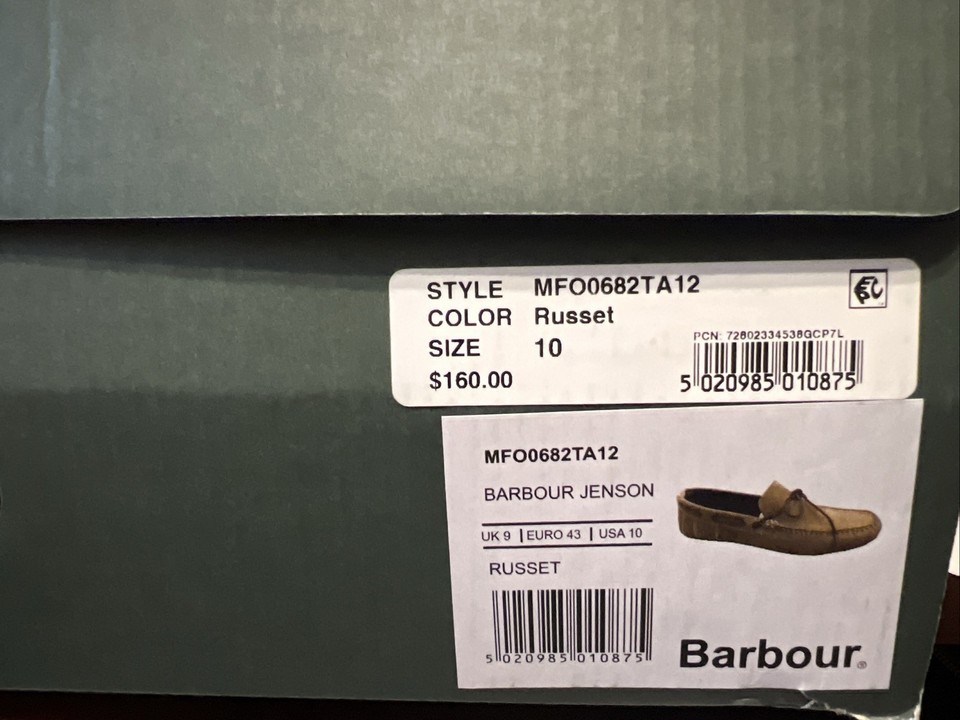 STYLE MFO0682TA12
COLOR Russet
SIZE 10
$160.00
PCN: 72802334538GCP7L
5 020985 010875
MFO0682TA12
BARBOUR JENSON
UK 9 | EURO 43 | USA 10
RUSSET
5 020985 010875
Barbour®